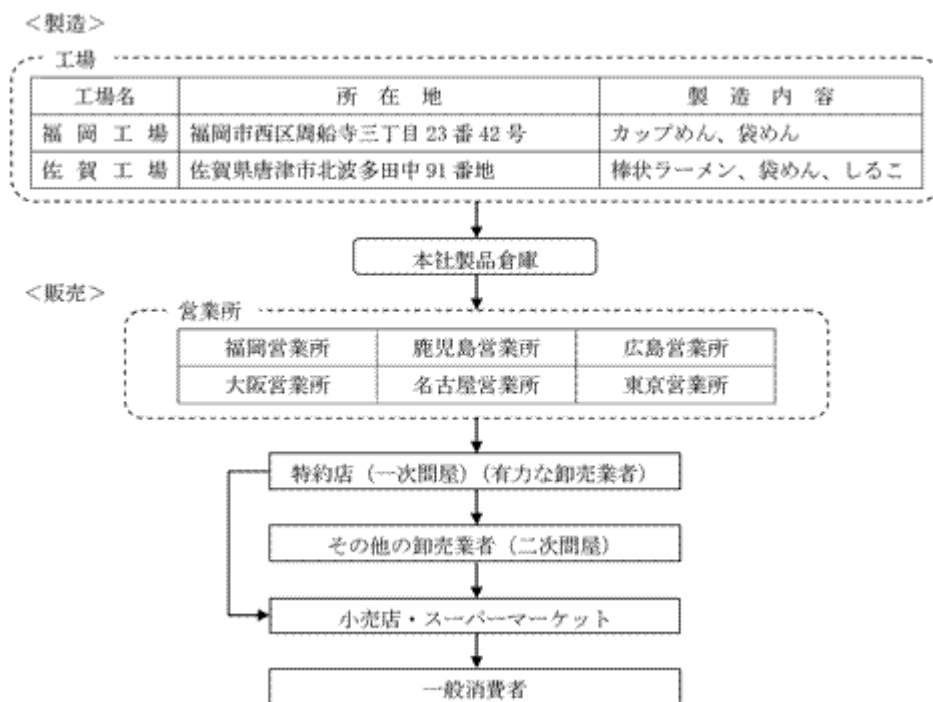 ＜製造＞
工場
工場名 所在地 製造内容
福岡工場 福岡市西区周船寺三丁目23番42号 カップめん、袋めん
佐賀工場 佐賀県唐津市北波多田中91番地 棒状ラーメン、袋めん、しるこ
本社製品倉庫
＜販売＞
営業所
福岡営業所 鹿児島営業所 広島営業所
大阪営業所 名古屋営業所 東京営業所
特約店（一次問屋）（有力な卸売業者）
その他の卸売業者（二次問屋）
小売店・スーパーマーケット
一般消費者